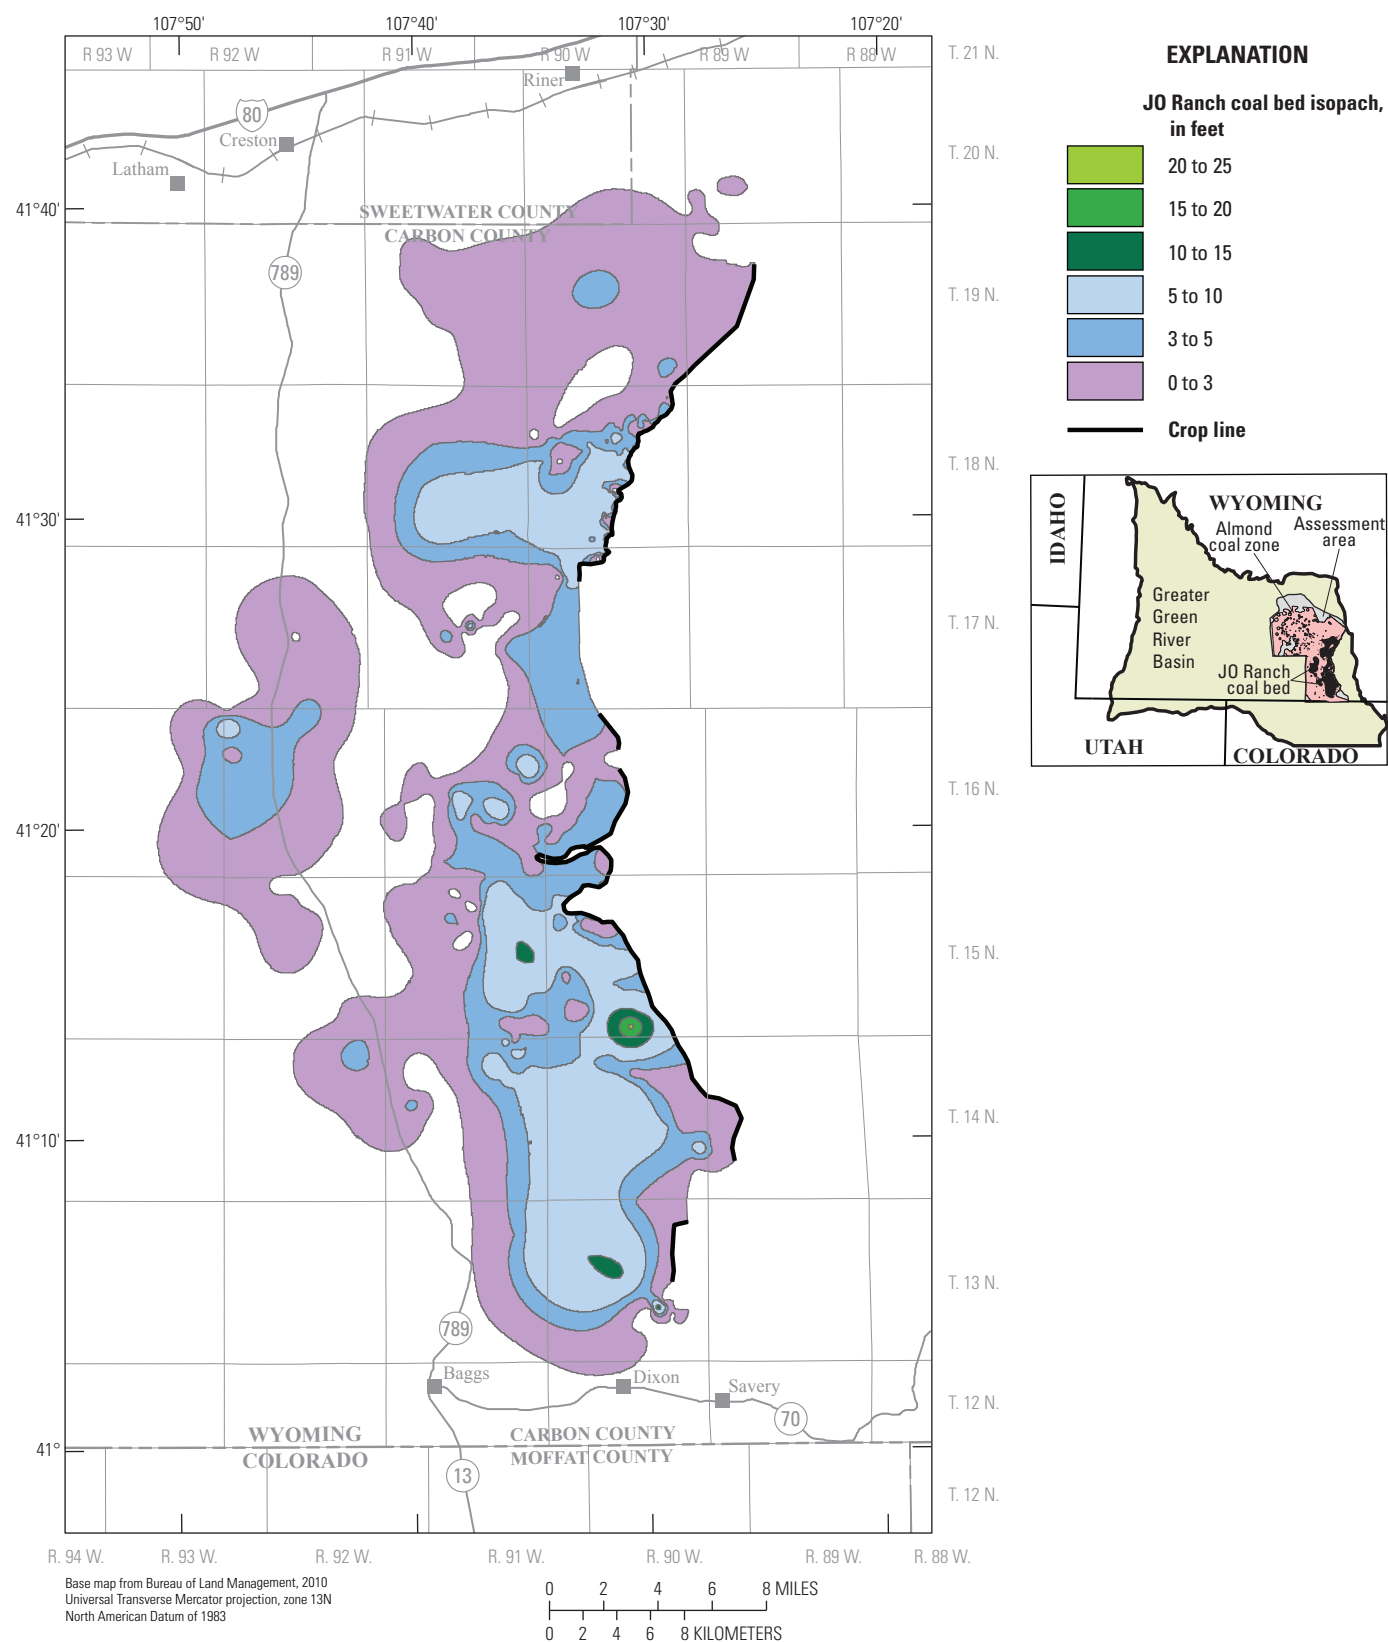 107°50'
107°40'
107°30'
107°20'
R 93 W
R 92 W
R 91W
R 90 W
R 89 W
R 88 W
T. 21 N.
T. 20 N.
T. 19 N.
T. 18 N.
T. 17 N.
T. 16 N.
T. 15 N.
T. 14 N.
T. 13 N.
T. 12 N.
T. 12 N.
41°40'
41°30'
41°20'
41°10'
41°
Riner
80
Creston
Latham
SWEETWATER COUNTY
CARBON COUNTY
789
789
Baggs
Dixon
Savery
70
WYOMING
COLORADO
CARBON COUNTY
MOFFAT COUNTY
13
R. 94 W.
R. 93 W.
R. 92 W.
R. 91 W.
R. 90 W.
R. 89 W.
R. 88 W.
Base map from Bureau of Land Management, 2010
Universal Transverse Mercator projection, zone 13N
North American Datum of 1983
0 2 4 6 8 MILES
0 2 4 6 8 KILOMETERS
EXPLANATION
JO Ranch coal bed isopach,
in feet
20 to 25
15 to 20
10 to 15
5 to 10
3 to 5
0 to 3
Crop line
IDAHO
WYOMING
Almond
coal zone
Assessment
area
Greater
Green
River
Basin
JO Ranch
coal bed
UTAH
COLORADO